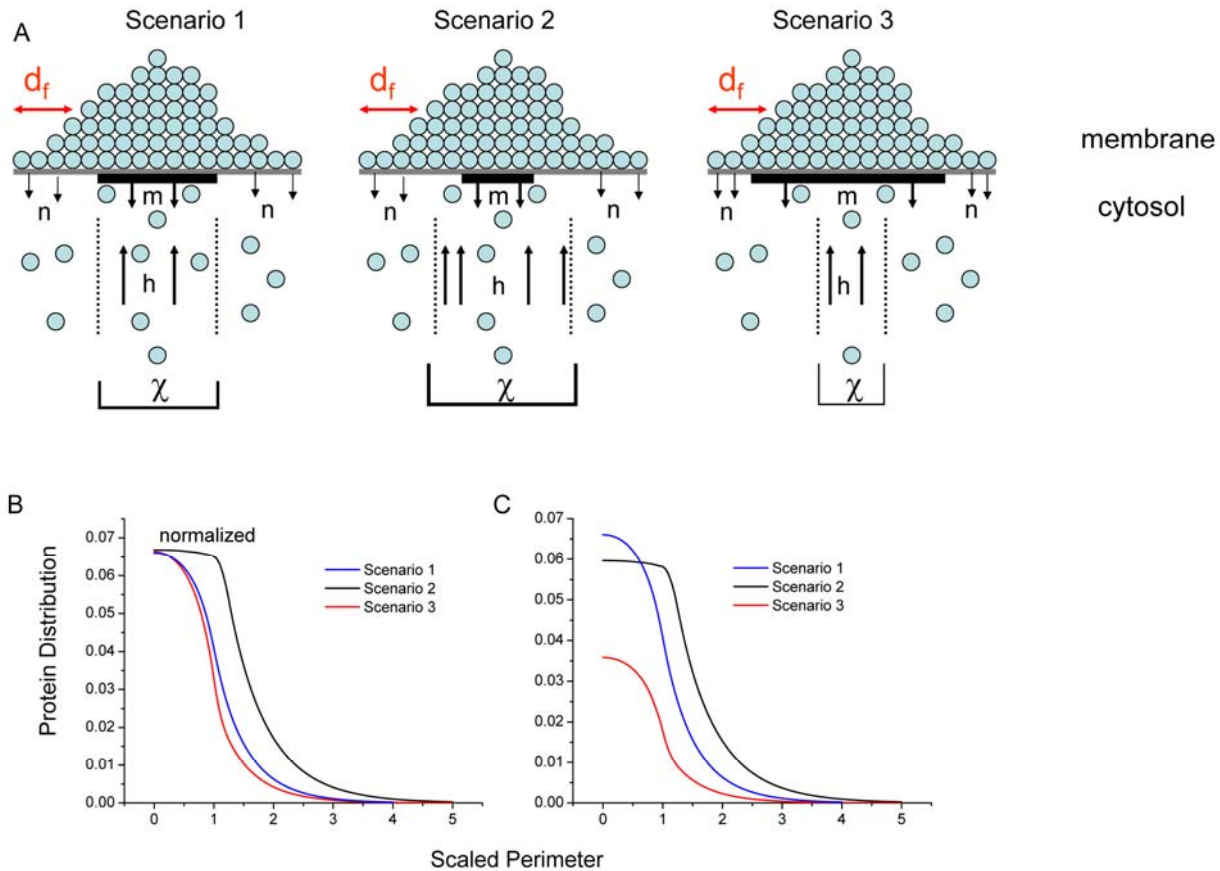 A
Scenario 1
Scenario 2
Scenario 3
df
df
df
membrane
n
m
n
n
m
n
n
m
n
cytosol
h
h
h
χ
χ
χ
B
C
normalized
Protein Distribution
0.07
0.06
0.05
0.04
0.03
0.02
0.01
0.00
0
1
2
3
4
5
Scenario 1
Scenario 2
Scenario 3
0.07
0.06
0.05
0.04
0.03
0.02
0.01
0.00
0
1
2
3
4
5
Scenario 1
Scenario 2
Scenario 3
Scaled Perimeter